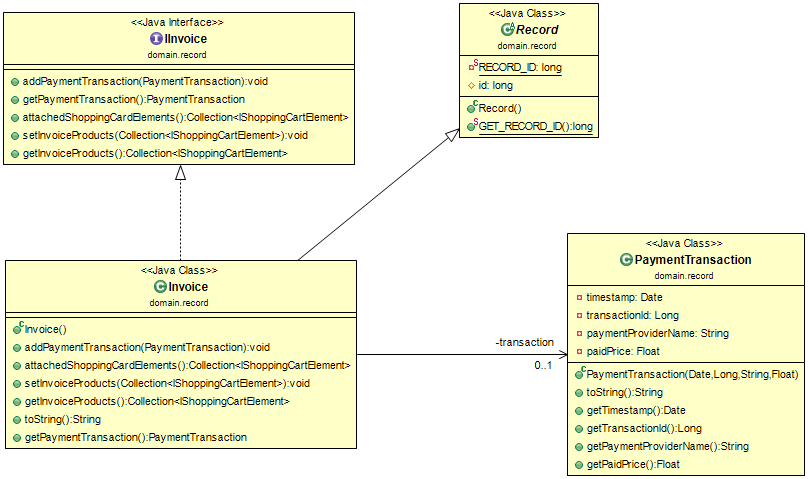 <<Java Interface>>
I IInvoice
domain.record
addPaymentTransaction(PaymentTransaction):void
getPaymentTransaction():PaymentTransaction
attachedShoppingCardElements():Collection<IShoppingCartElement>
setInvoiceProducts(Collection<IShoppingCartElement>):void
getInvoiceProducts():Collection<IShoppingCartElement>
<<Java Class>>
C A Record
domain.record
S RECORD_ID: long
id: long
C Record()
S GET_RECORD_ID():long
<<Java Class>>
C Invoice
domain.record
C Invoice()
addPaymentTransaction(PaymentTransaction):void
attachedShoppingCardElements():Collection<IShoppingCartElement>
setInvoiceProducts(Collection<IShoppingCartElement>):void
getInvoiceProducts():Collection<IShoppingCartElement>
toString():String
getPaymentTransaction():PaymentTransaction
-transaction
0..1
<<Java Class>>
C PaymentTransaction
domain.record
timestamp: Date
transactionId: Long
paymentProviderName: String
paidPrice: Float
C PaymentTransaction(Date,Long,String,Float)
toString():String
getTimestamp():Date
getTransactionId():Long
getPaymentProviderName():String
getPaidPrice():Float